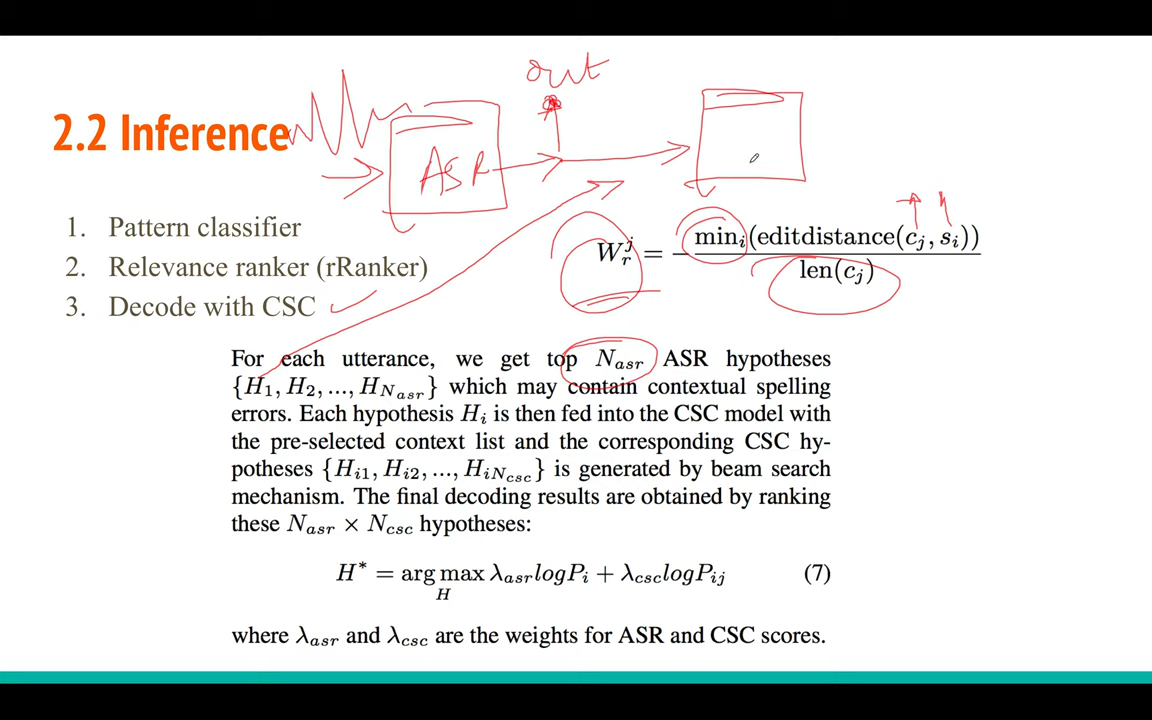 out
2.2 Inference
ASR
1. Pattern classifier
2. Relevance ranker (rRanker)
3. Decode with CSC
W_r^j = − min_i(editdistance(c_j, s_i)) / len(c_j)
For each utterance, we get top N_asr ASR hypotheses
{H_1, H_2, ..., H_{N_asr}} which may contain contextual spelling
errors. Each hypothesis H_i is then fed into the CSC model with
the pre-selected context list and the corresponding CSC hy-
potheses {H_{i1}, H_{i2}, ..., H_{iN_csc}} is generated by beam search
mechanism. The final decoding results are obtained by ranking
these N_asr × N_csc hypotheses:
H* = arg max_H λ_asr logP_i + λ_csc logP_ij (7)
where λ_asr and λ_csc are the weights for ASR and CSC scores.